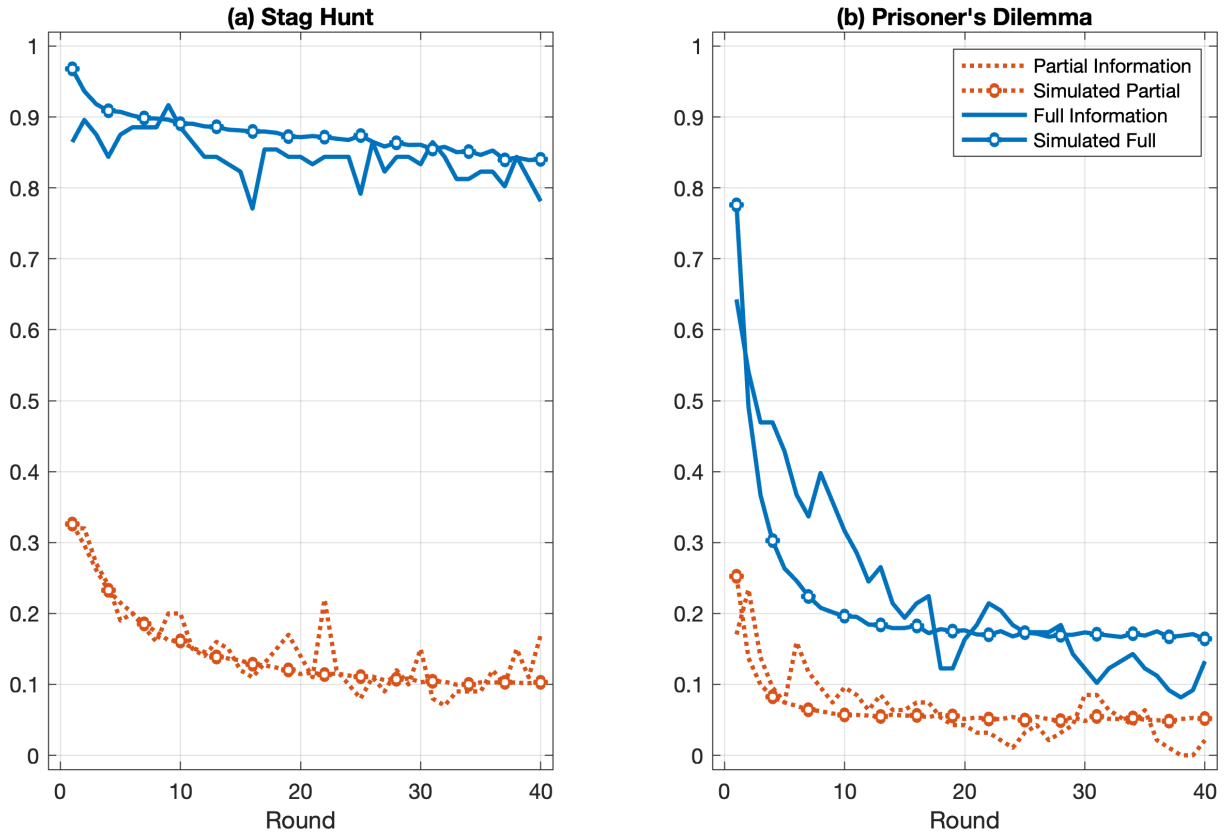 (a) Stag Hunt
1
0.9
0.8
0.7
0.6
0.5
0.4
0.3
0.2
0.1
0
0 10 20 30 40
Round
(b) Prisoner's Dilemma
Partial Information
Simulated Partial
Full Information
Simulated Full
1
0.9
0.8
0.7
0.6
0.5
0.4
0.3
0.2
0.1
0
0 10 20 30 40
Round